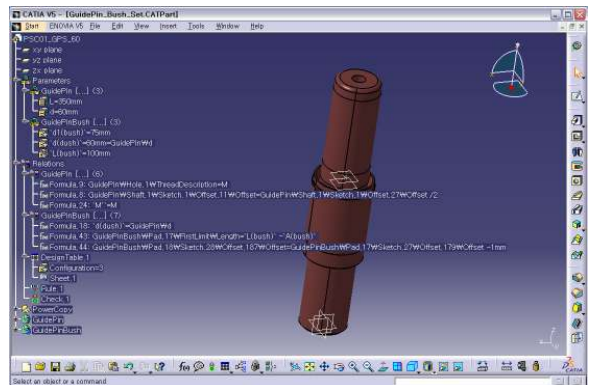 CATIA V5 - [GuidePin_Bush_Set.CATPart]
Start ENOVIA V5 File Edit View Insert Tools Window Help
PSC01_GPS_60
xy plane
yz plane
zx plane
Parameters
GuidePin [...] (3)
L=350mm
d=60mm
GuidePinBush [...] (3)
`d1(bush)`=75mm
`d(bush)`=60mm=GuidePin₩d
`L(bush)`=100mm
Relations
GuidePin [...] (6)
Formula,9: GuidePin₩Hole,1₩ThreadDescription=M
Formula,8: GuidePin₩Shaft,1₩Sketch,1₩Offset,11₩Offset=GuidePin₩Shaft,1₩Sketch,1₩Offset,27₩Offset /2
Formula,24: `M`=M
GuidePinBush [...] (7)
Formula,18: `d(bush)`=GuidePin₩d
Formula,43: GuidePinBush₩Pad,17₩FirstLimit₩Length=`L(bush)` -`A(bush)`
Formula,44: GuidePinBush₩Pad,18₩Sketch,28₩Offset,187₩Offset=GuidePinBush₩Pad,17₩Sketch,27₩Offset,179₩Offset -1mm
DesignTable,1
Configuration=3
Sheet,1
Rule,1
Check,1
PowerCopy
GuidePin
GuidePinBush
Select an object or a command
CATIA